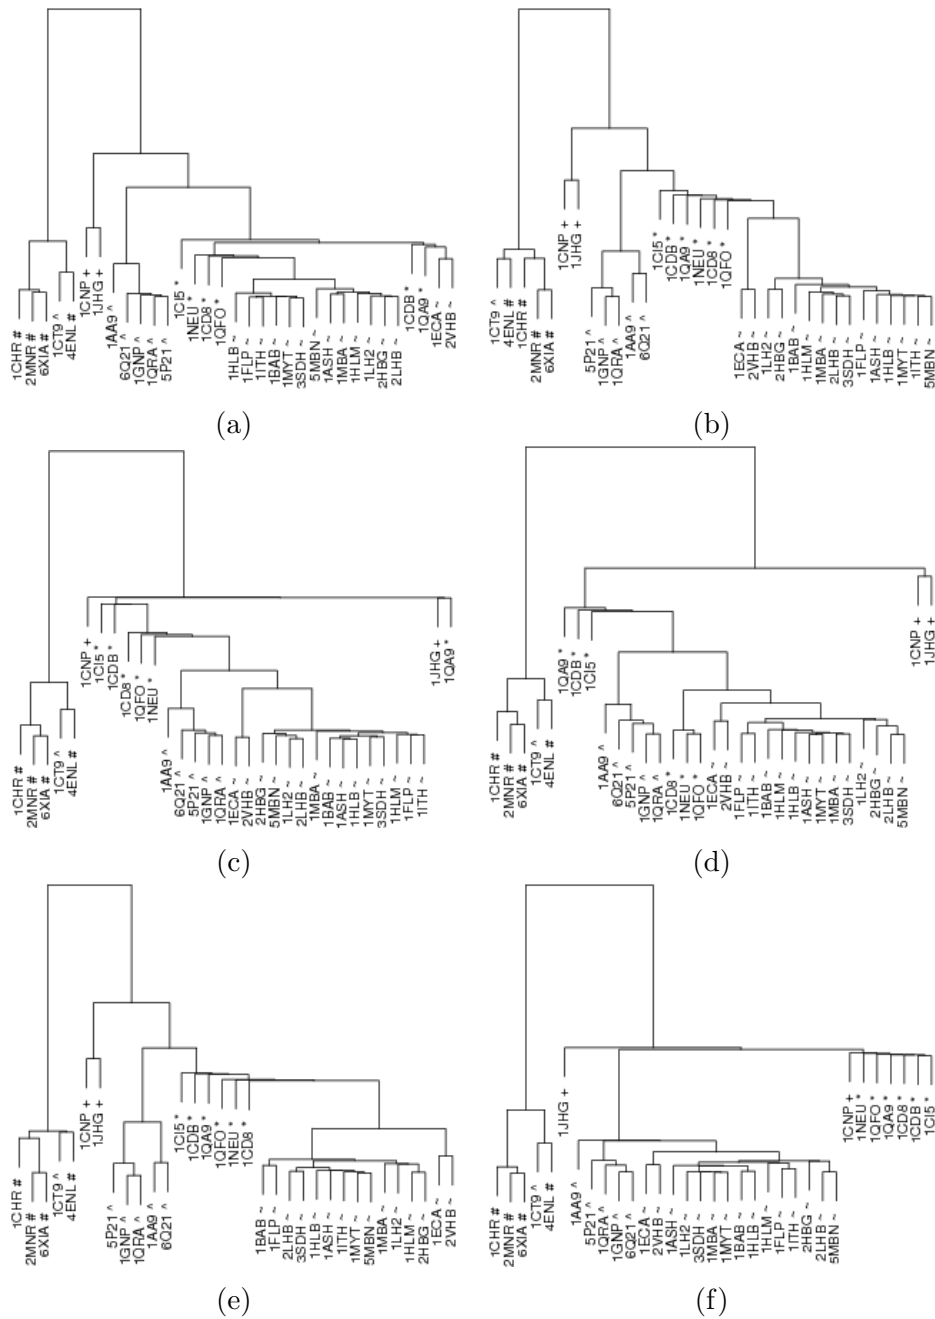 1CHR #
2MNR #
6XIA #
1CT9 ^
4ENL #
1CNP +
1JHG +
1AA9 ^
6Q21 ^
1GNP ^
1QRA ^
5P21 ^
1CI5 *
1NEU *
1CD8 *
1QFO *
1HLB ~
1FLP ~
1ITH ~
1BAB ~
1MYT ~
3SDH ~
5MBN ~
1ASH ~
1MBA ~
1HLM ~
1LH2 ~
2HBG ~
2LHB ~
1CDB *
1QA9 *
1ECA ~
2VHB ~
(a)
1CT9 ^
4ENL #
1CHR #
2MNR #
6XIA #
1CNP +
1JHG +
5P21 ^
1GNP ^
1QRA ^
1AA9 ^
6Q21 ^
1CI5 *
1CDB *
1QA9 *
1NEU *
1CD8 *
1QFO *
1ECA ~
2VHB ~
1LH2 ~
2HBG ~
1BAB ~
1HLM ~
1MBA ~
2LHB ~
3SDH ~
1FLP ~
1ASH ~
1HLB ~
1MYT ~
1ITH ~
5MBN ~
(b)
1CHR #
2MNR #
6XIA #
1CT9 ^
4ENL #
1CNP +
1CI5 *
1CDB *
1CD8 *
1QFO *
1NEU *
1AA9 ^
6Q21 ^
5P21 ^
1GNP ^
1QRA ^
1ECA ~
2VHB ~
2HBG ~
5MBN ~
1LH2 ~
2LHB ~
1MBA ~
1BAB ~
1ASH ~
1HLB ~
1MYT ~
3SDH ~
1HLM ~
1FLP ~
1ITH ~
1JHG +
1QA9 *
(c)
1CHR #
2MNR #
6XIA #
1CT9 ^
4ENL #
1QA9 *
1CDB *
1CI5 *
1AA9 ^
6Q21 ^
5P21 ^
1GNP ^
1QRA ^
1CD8 *
1NEU *
1QFO *
1ECA ~
2VHB ~
1FLP ~
1ITH ~
1BAB ~
1HLM ~
1HLB ~
1ASH ~
1MYT ~
1MBA ~
3SDH ~
1LH2 ~
2HBG ~
2LHB ~
5MBN ~
1CNP +
1JHG +
(d)
1CHR #
2MNR #
6XIA #
1CT9 ^
4ENL #
1CNP +
1JHG +
5P21 ^
1GNP ^
1QRA ^
1AA9 ^
6Q21 ^
1CI5 *
1CDB *
1QA9 *
1QFO *
1NEU *
1CD8 *
1BAB ~
1FLP ~
2LHB ~
3SDH ~
1HLB ~
1ASH ~
1ITH ~
1MYT ~
5MBN ~
1MBA ~
1LH2 ~
1HLM ~
2HBG ~
1ECA ~
2VHB ~
(e)
1CHR #
2MNR #
6XIA #
1CT9 ^
4ENL #
1JHG +
1AA9 ^
5P21 ^
1QRA ^
1GNP ^
6Q21 ^
1ECA ~
2VHB ~
1ASH ~
1LH2 ~
3SDH ~
1MBA ~
1MYT ~
1BAB ~
1HLB ~
1HLM ~
1FLP ~
1ITH ~
2HBG ~
2LHB ~
5MBN ~
1CNP +
1NEU *
1QFO *
1QA9 *
1CD8 *
1CDB *
1CI5 *
(f)